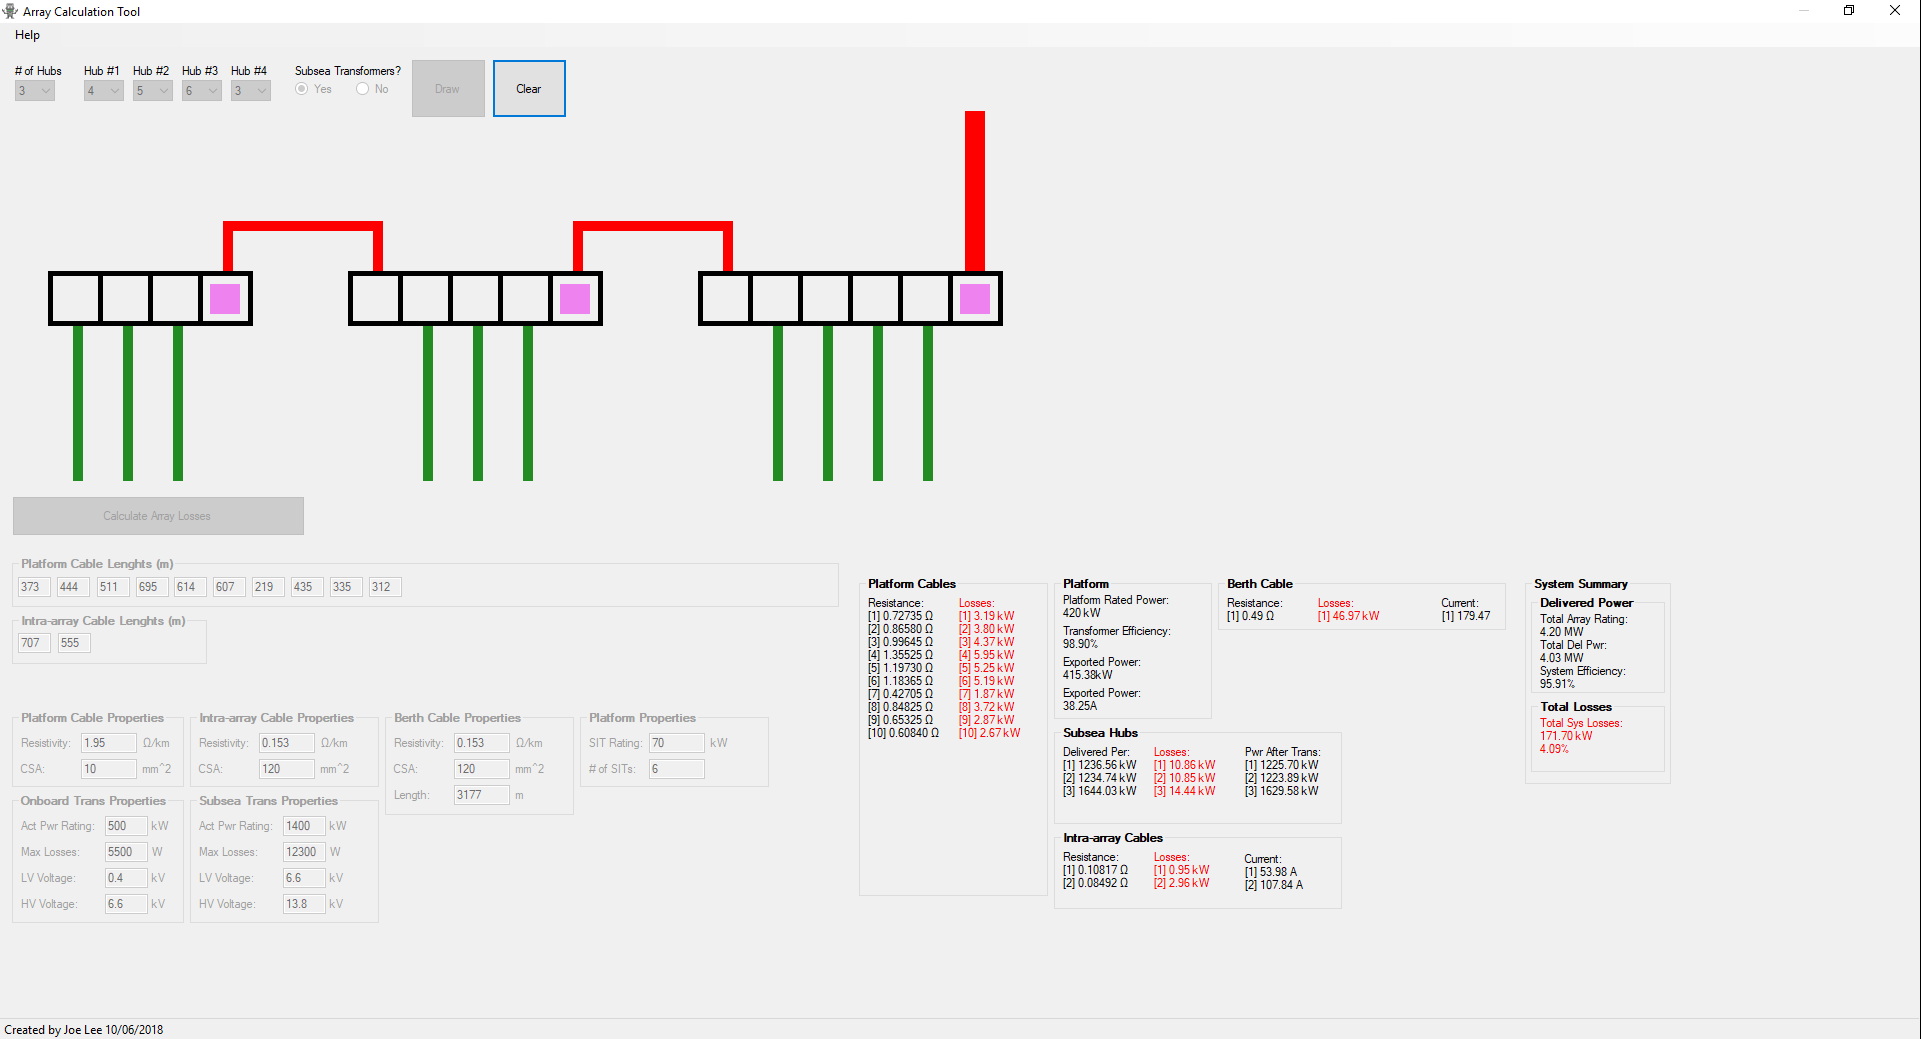 Array Calculation Tool
Help
# of Hubs Hub #1 Hub #2 Hub #3 Hub #4 Subsea Transformers?
3 4 5 6 3 Yes No Draw Clear
Calculate Array Losses
Platform Cable Lenghts (m)
373 444 511 695 614 607 219 435 335 312
Intra-array Cable Lenghts (m)
707 555
Platform Cable Properties
Resistivity: 1.95 Ω/km
CSA: 10 mm^2
Intra-array Cable Properties
Resistivity: 0.153 Ω/km
CSA: 120 mm^2
Berth Cable Properties
Resistivity: 0.153 Ω/km
CSA: 120 mm^2
Length: 3177 m
Platform Properties
SIT Rating: 70 kW
# of SITs: 6
Onboard Trans Properties
Act Pwr Rating: 500 kW
Max Losses: 5500 W
LV Voltage: 0.4 kV
HV Voltage: 6.6 kV
Subsea Trans Properties
Act Pwr Rating: 1400 kW
Max Losses: 12300 W
LV Voltage: 6.6 kV
HV Voltage: 13.8 kV
Platform Cables
Resistance: Losses:
[1] 0.72735 Ω [1] 3.19 kW
[2] 0.86580 Ω [2] 3.80 kW
[3] 0.99645 Ω [3] 4.37 kW
[4] 1.35525 Ω [4] 5.95 kW
[5] 1.19730 Ω [5] 5.25 kW
[6] 1.18365 Ω [6] 5.19 kW
[7] 0.42705 Ω [7] 1.87 kW
[8] 0.84825 Ω [8] 3.72 kW
[9] 0.65325 Ω [9] 2.87 kW
[10] 0.60840 Ω [10] 2.67 kW
Platform
Platform Rated Power:
420 kW
Transformer Efficiency:
98.90%
Exported Power:
415.38kW
Exported Power:
38.25A
Subsea Hubs
Delivered Per: Losses: Pwr After Trans:
[1] 1236.56 kW [1] 10.86 kW [1] 1225.70 kW
[2] 1234.74 kW [2] 10.85 kW [2] 1223.89 kW
[3] 1644.03 kW [3] 14.44 kW [3] 1629.58 kW
Intra-array Cables
Resistance: Losses: Current:
[1] 0.10817 Ω [1] 0.95 kW [1] 53.98 A
[2] 0.08492 Ω [2] 2.96 kW [2] 107.84 A
Berth Cable
Resistance: Losses: Current:
[1] 0.49 Ω [1] 46.97 kW [1] 179.47
System Summary
Delivered Power
Total Array Rating:
4.20 MW
Total Del Pwr:
4.03 MW
System Efficiency:
95.91%
Total Losses
Total Sys Losses:
171.70 kW
4.09%
Created by Joe Lee 10/06/2018